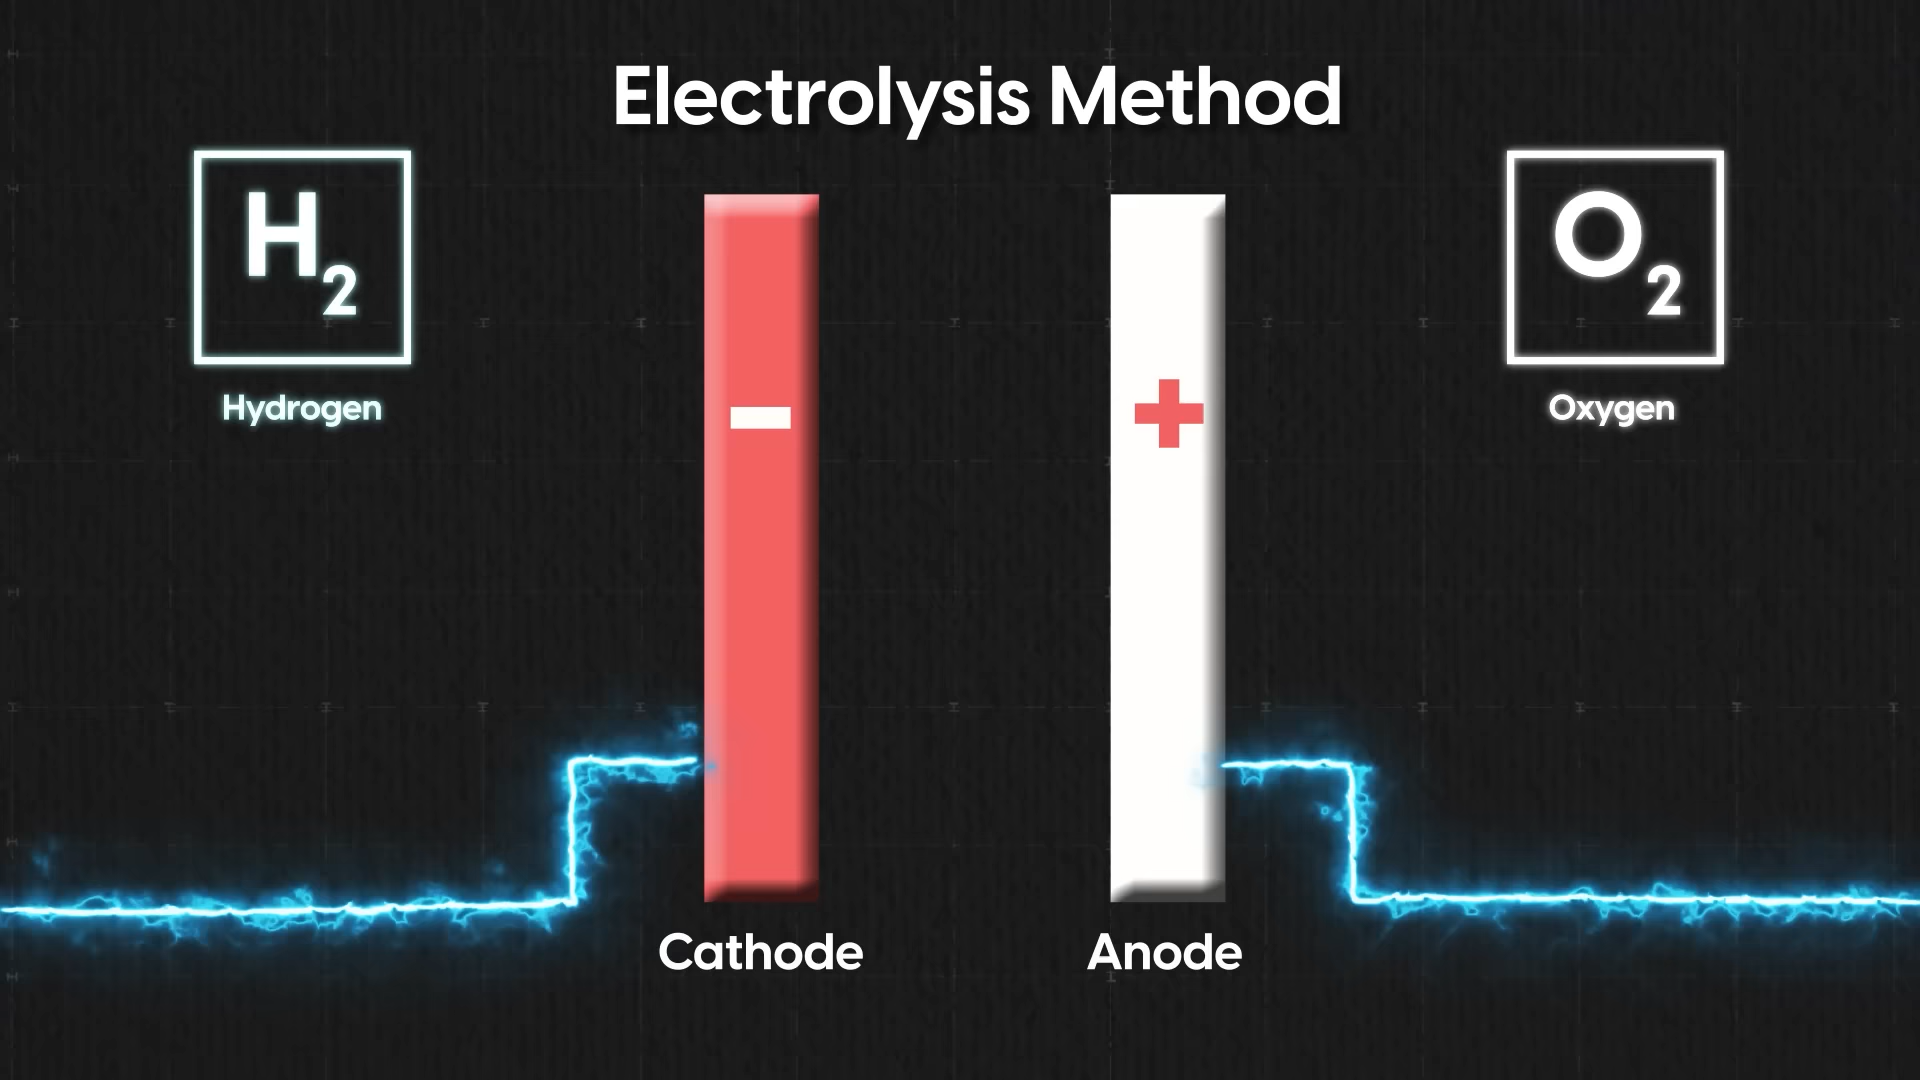 Electrolysis Method
H2
Hydrogen
O2
Oxygen
-
+
Cathode
Anode